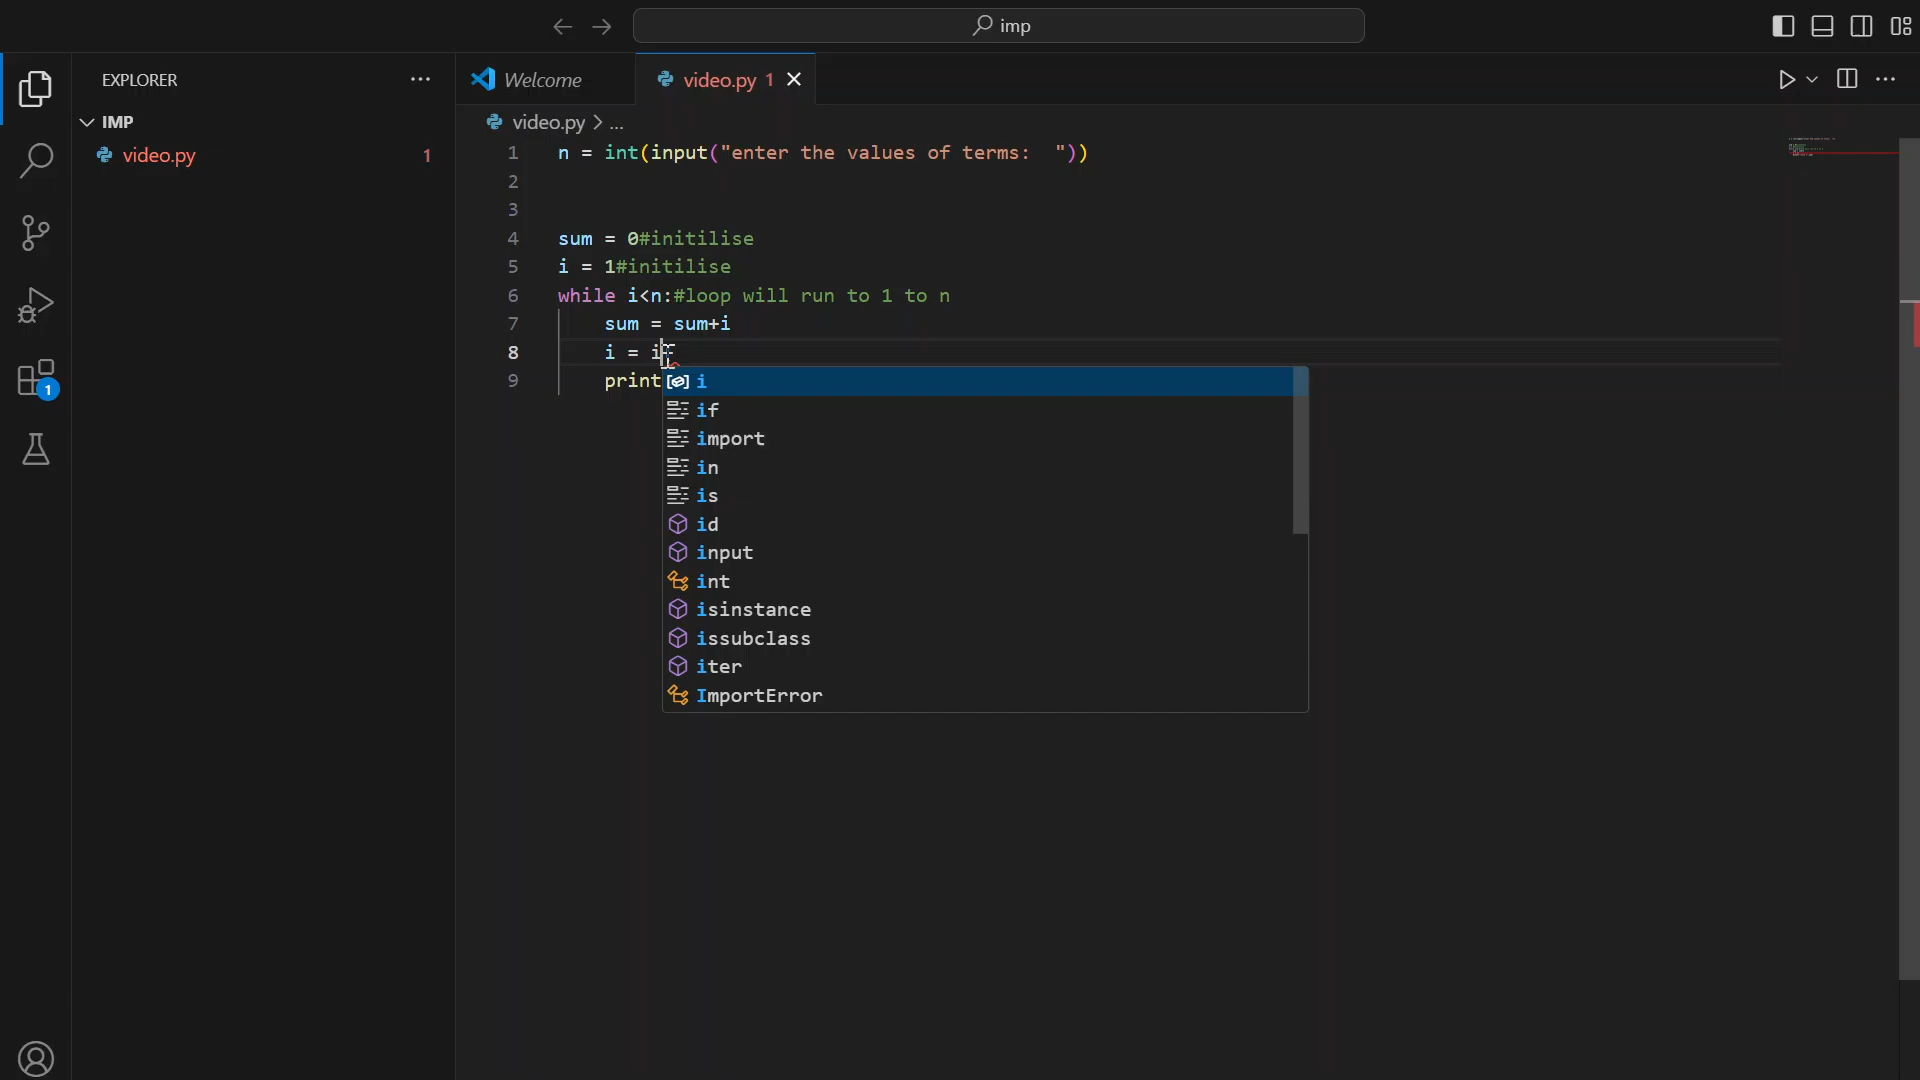 imp
EXPLORER
IMP
video.py 1
1
Welcome
video.py 1
video.py > ...
1 n = int(input("enter the values of terms:  "))
2
3
4 sum = 0#initilise
5 i = 1#initilise
6 while i<n:#loop will run to 1 to n
7 sum = sum+i
8 i = i
9 print
i
if
import
in
is
id
input
int
isinstance
issubclass
iter
ImportError